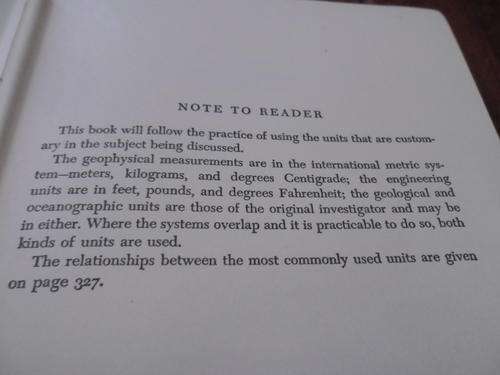 NOTE TO READER
This book will follow the practice of using the units that are custom-
ary in the subject being discussed.
The geophysical measurements are in the international metric sys-
tem—meters, kilograms, and degrees Centigrade; the engineering
units are in feet, pounds, and degrees Fahrenheit; the geological and
oceanographic units are those of the original investigator and may be
in either. Where the systems overlap and it is practicable to do so, both
kinds of units are used.
The relationships between the most commonly used units are given
on page 327.